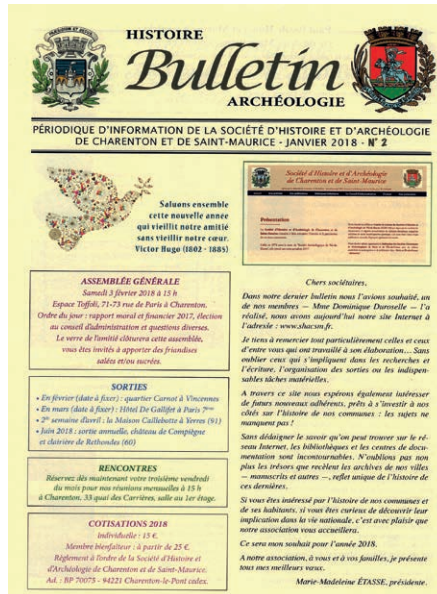 HISTOIRE
Bulletin
ARCHÉOLOGIE
PÉRIODIQUE D'INFORMATION DE LA SOCIÉTÉ D'HISTOIRE ET D'ARCHÉOLOGIE
DE CHARENTON ET DE SAINT-MAURICE - JANVIER 2018 - N° 2
Saluons ensemble
cette nouvelle année
qui vieillit notre amitié
sans vieillir notre cœur.
Victor Hugo (1802 - 1885)
Société d'Histoire et d'Archéologie
de Charenton et de Saint-Maurice
Présentation
ASSEMBLÉE GÉNÉRALE
Samedi 3 février 2018 à 15 h
Espace Toffoli, 71-73 rue de Paris à Charenton.
Ordre du jour : rapport moral et financier 2017, élection
au conseil d'administration et questions diverses.
Le verre de l'amitié clôturera cette assemblée,
vous êtes invités à apporter des friandises
salées et/ou sucrées.
SORTIES
• En février (date à fixer) : quartier Carnot à Vincennes
• En mars (date à fixer) : Hôtel De Gallifet à Paris 7ème
• 2e semaine d'avril : la Maison Caillebotte à Yerres (91)
• Juin 2018 : sortie annuelle, château de Compiègne
et clairière de Rethondes (60)
RENCONTRES
Réservez dès maintenant votre troisième vendredi
du mois pour nos réunions mensuelles à 15 h
à Charenton, 33 quai des Carrières, salle au 1er étage.
COTISATIONS 2018
Individuelle : 15 €.
Membre bienfaiteur : à partir de 25 €.
Règlement à l'ordre de la Société d'Histoire et
d'Archéologie de Charenton et de Saint-Maurice.
Ad. : BP 70075 - 94221 Charenton-le-Pont cedex.
Chers sociétaires,
Dans notre dernier bulletin nous l'avions souhaité, un
de nos membres — Mme Dominique Duroselle — l'a
réalisé, nous avons aujourd'hui notre site Internet à
l'adresse : www.shacsm.fr.
Je tiens à remercier tout particulièrement celles et ceux
d'entre vous qui ont travaillé à son élaboration... Sans
oublier ceux qui s'impliquent dans les recherches et
l'écriture, l'organisation des sorties ou les indispen-
sables tâches matérielles.
A travers ce site nous espérons également intéresser
de futurs nouveaux adhérents, prêts à s'investir à nos
côtés sur l'histoire de nos communes : les sujets ne
manquent pas !
Sans dédaigner le savoir qu'on peut trouver sur le ré-
seau Internet, les bibliothèques et les centres de docu-
mentation sont incontournables. N'oublions pas non
plus les trésors que recèlent les archives de nos villes
— manuscrits et autres —, reflet unique de l'histoire de
ces dernières.
Si vous êtes intéressé par l'histoire de nos communes et
de ses habitants, si vous êtes curieux de découvrir leur
implication dans la vie nationale, c'est avec plaisir que
notre association vous accueillera.
Ce sera mon souhait pour l'année 2018.
A notre association, à vous et à vos familles, je présente
tous mes meilleurs vœux.
Marie-Madeleine ÉTASSE, présidente.